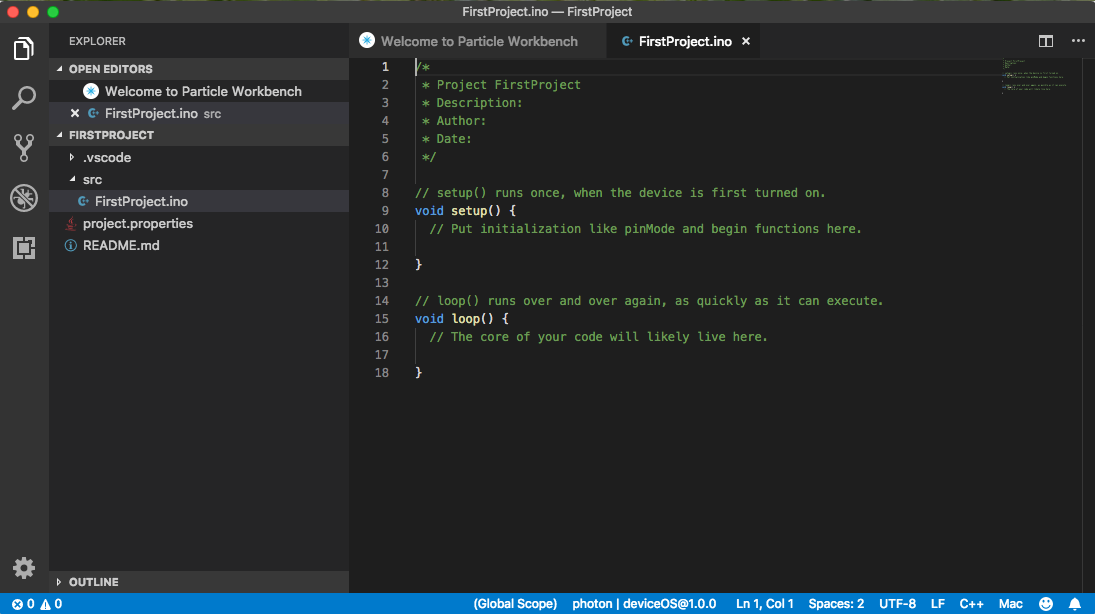 FirstProject.ino — FirstProject
EXPLORER
OPEN EDITORS
Welcome to Particle Workbench
FirstProject.ino src
FIRSTPROJECT
.vscode
src
FirstProject.ino
project.properties
README.md
OUTLINE
Welcome to Particle Workbench
FirstProject.ino
1 /*
2  * Project FirstProject
3  * Description:
4  * Author:
5  * Date:
6  */
7
8 // setup() runs once, when the device is first turned on.
9 void setup() {
10   // Put initialization like pinMode and begin functions here.
11
12 }
13
14 // loop() runs over and over again, as quickly as it can execute.
15 void loop() {
16   // The core of your code will likely live here.
17
18 }
0 0 (Global Scope) photon | deviceOS@1.0.0 Ln 1, Col 1 Spaces: 2 UTF-8 LF C++ Mac